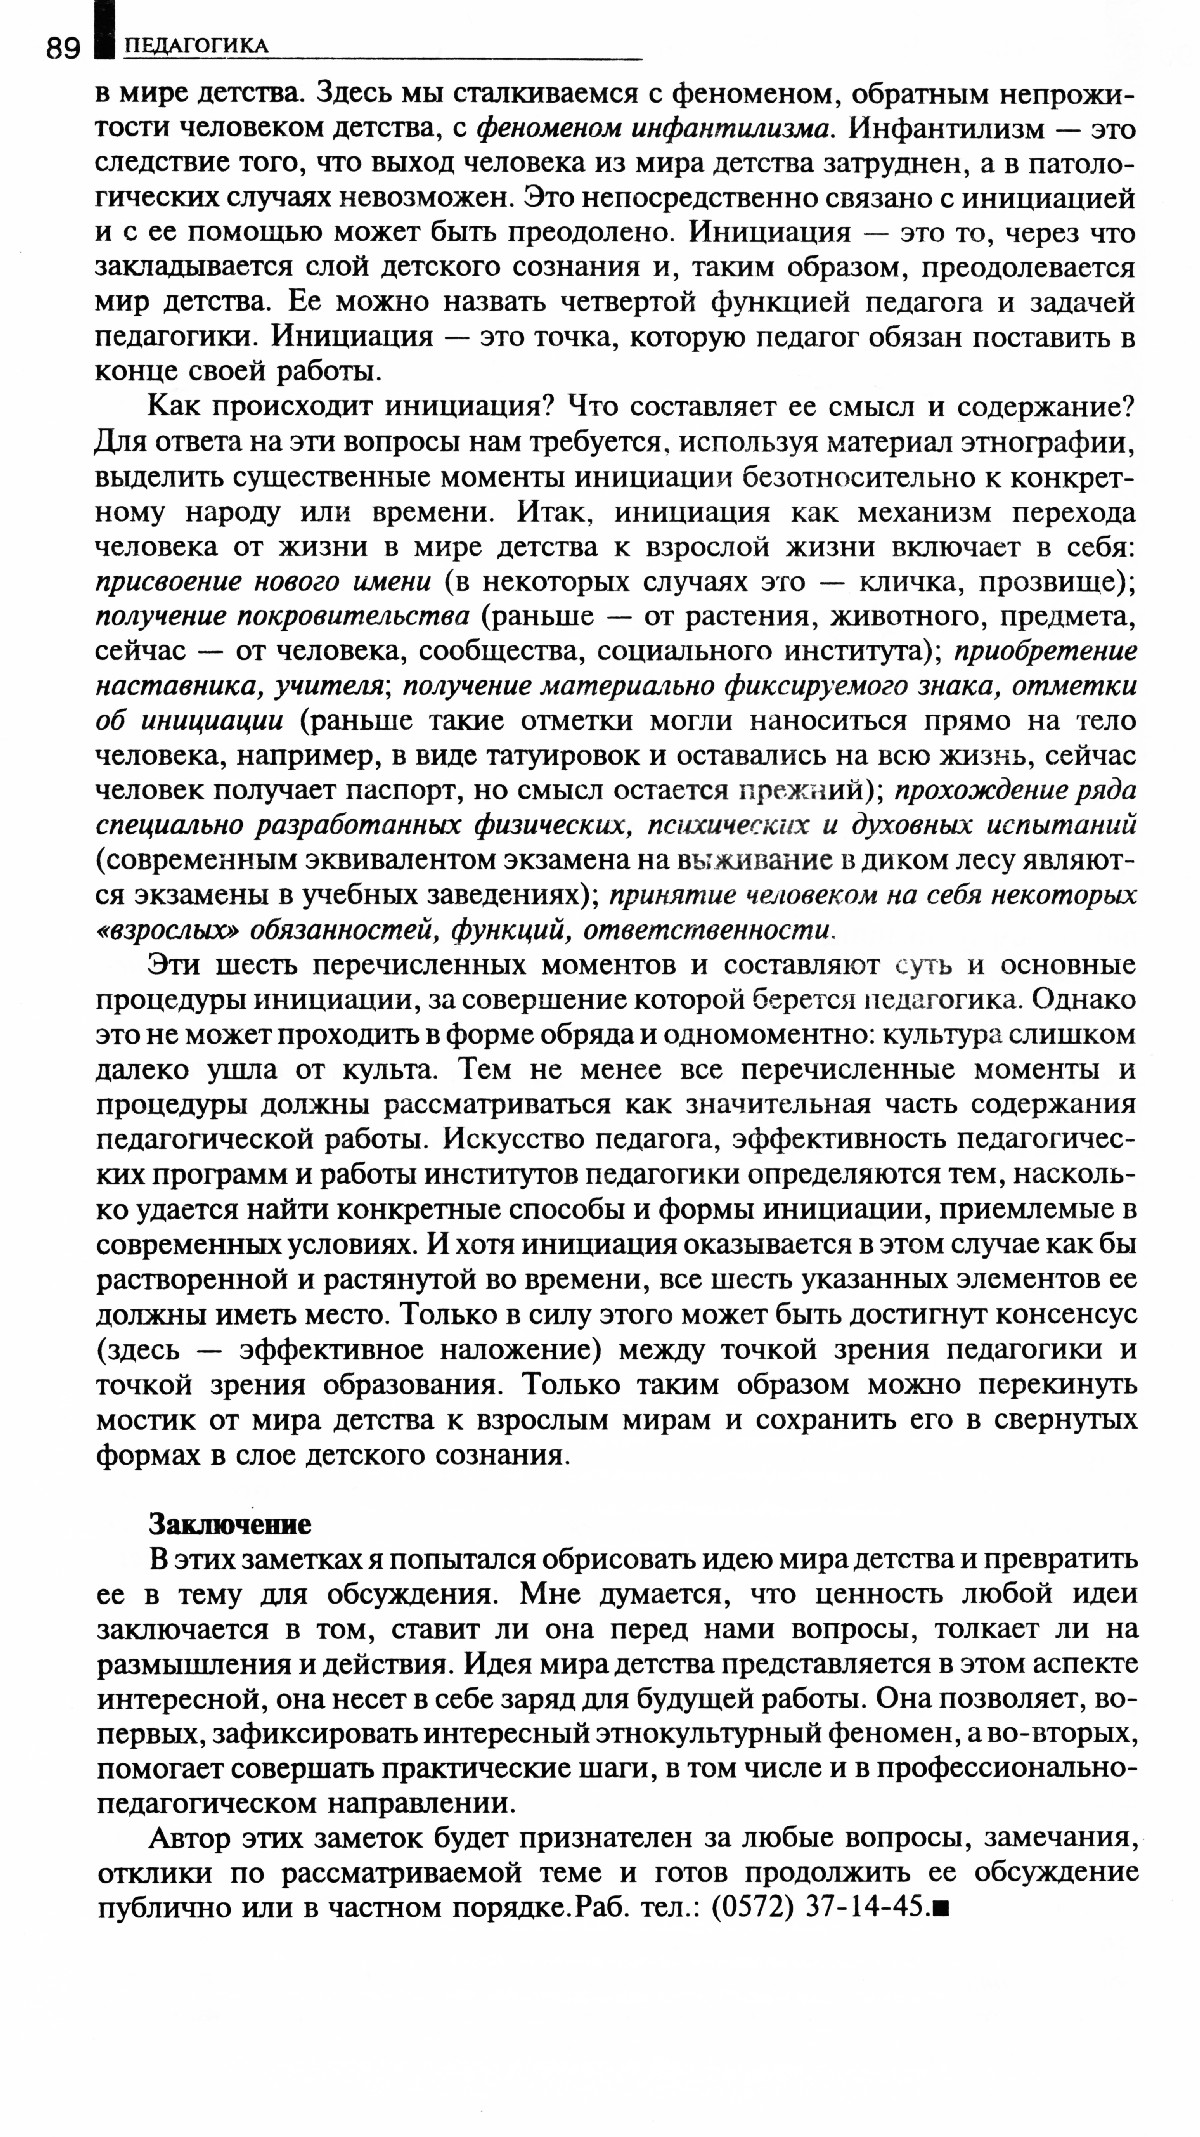 89 ПЕДАГОГИКА
в мире детства. Здесь мы сталкиваемся с феноменом, обратным непрожи-
тости человеком детства, с феноменом инфантилизма. Инфантилизм — это
следствие того, что выход человека из мира детства затруднен, а в патоло-
гических случаях невозможен. Это непосредственно связано с инициацией
и с ее помощью может быть преодолено. Инициация — это то, через что
закладывается слой детского сознания и, таким образом, преодолевается
мир детства. Ее можно назвать четвертой функцией педагога и задачей
педагогики. Инициация — это точка, которую педагог обязан поставить в
конце своей работы.
Как происходит инициация? Что составляет ее смысл и содержание?
Для ответа на эти вопросы нам требуется, используя материал этнографии,
выделить существенные моменты инициации безотносительно к конкрет-
ному народу или времени. Итак, инициация как механизм перехода
человека от жизни в мире детства к взрослой жизни включает в себя:
присвоение нового имени (в некоторых случаях это — кличка, прозвище);
получение покровительства (раньше — от растения, животного, предмета,
сейчас — от человека, сообщества, социального института); приобретение
наставника, учителя; получение материально фиксируемого знака, отметки
об инициации (раньше такие отметки могли наноситься прямо на тело
человека, например, в виде татуировок и оставались на всю жизнь, сейчас
человек получает паспорт, но смысл остается прежний); прохождение ряда
специально разработанных физических, психических и духовных испытаний
(современным эквивалентом экзамена на выживание в диком лесу являют-
ся экзамены в учебных заведениях); принятие человеком на себя некоторых
«взрослых» обязанностей, функций, ответственности.
Эти шесть перечисленных моментов и составляют суть и основные
процедуры инициации, за совершение которой берется педагогика. Однако
это не может проходить в форме обряда и одномоментно: культура слишком
далеко ушла от культа. Тем не менее все перечисленные моменты и
процедуры должны рассматриваться как значительная часть содержания
педагогической работы. Искусство педагога, эффективность педагогичес-
ких программ и работы институтов педагогики определяются тем, насколь-
ко удается найти конкретные способы и формы инициации, приемлемые в
современных условиях. И хотя инициация оказывается в этом случае как бы
растворенной и растянутой во времени, все шесть указанных элементов ее
должны иметь место. Только в силу этого может быть достигнут консенсус
(здесь — эффективное наложение) между точкой зрения педагогики и
точкой зрения образования. Только таким образом можно перекинуть
мостик от мира детства к взрослым мирам и сохранить его в свернутых
формах в слое детского сознания.
Заключение
В этих заметках я попытался обрисовать идею мира детства и превратить
ее в тему для обсуждения. Мне думается, что ценность любой идеи
заключается в том, ставит ли она перед нами вопросы, толкает ли на
размышления и действия. Идея мира детства представляется в этом аспекте
интересной, она несет в себе заряд для будущей работы. Она позволяет, во-
первых, зафиксировать интересный этнокультурный феномен, а во-вторых,
помогает совершать практические шаги, в том числе и в профессионально-
педагогическом направлении.
Автор этих заметок будет признателен за любые вопросы, замечания,
отклики по рассматриваемой теме и готов продолжить ее обсуждение
публично или в частном порядке.Раб. тел.: (0572) 37-14-45.■